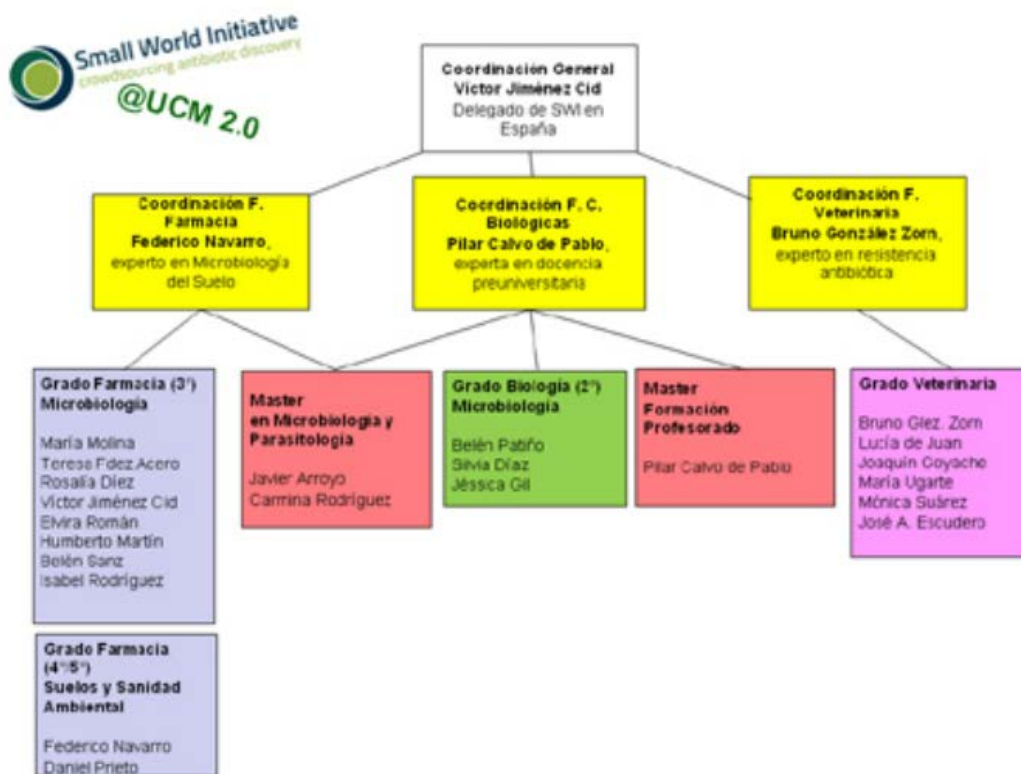 Small World Initiative
crowdsourcing antibiotic discovery
@UCM 2.0
Coordinación General
Víctor Jiménez Cid
Delegado de SWI en
España
Coordinación F.
Farmacia
Federico Navarro,
experto en Microbiología
del Suelo
Coordinación F. C.
Biológicas
Pilar Calvo de Pablo,
experta en docencia
preuniversitaria
Coordinación F.
Veterinaria
Bruno González Zorn,
experto en resistencia
antibiótica
Grado Farmacia (3º)
Microbiología
María Molina
Teresa Fdez.Acero
Rosalía Díez
Víctor Jiménez Cid
Elvira Román
Humberto Martín
Belén Sanz
Isabel Rodríguez
Master
en Microbiología y
Parasitología
Javier Arroyo
Carmina Rodríguez
Grado Biología (2º)
Microbiología
Belén Patiño
Silvia Díaz
Jéssica Gil
Master
Formación
Profesorado
Pilar Calvo de Pablo
Grado Veterinaria
Bruno Glez. Zorn
Lucía de Juan
Joaquín Goyache
María Ugarte
Mónica Suárez
José A. Escudero
Grado Farmacia
(4º/5º)
Suelos y Sanidad
Ambiental
Federico Navarro
Daniel Prieto